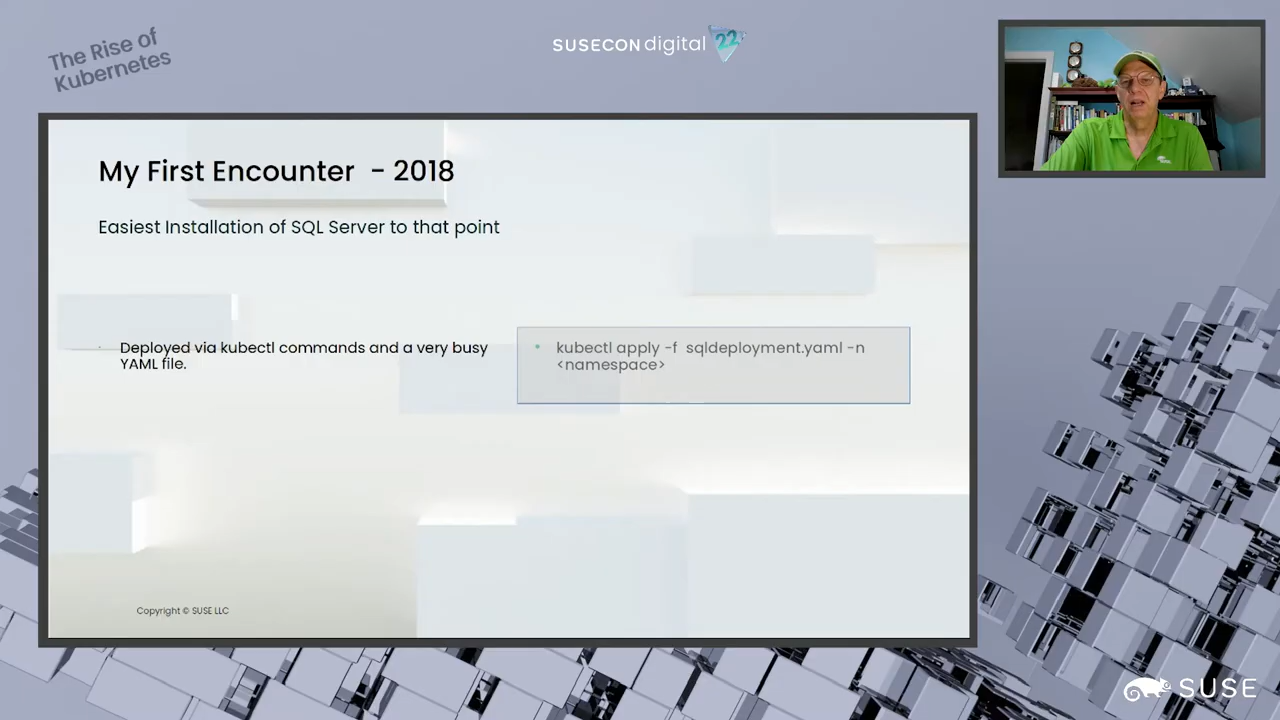 The Rise of
Kubernetes
SUSECON digital 22
My First Encounter - 2018
Easiest Installation of SQL Server to that point
Deployed via kubectl commands and a very busy
YAML file.
• kubectl apply -f sqldeployment.yaml -n
<namespace>
Copyright © SUSE LLC
SUSE